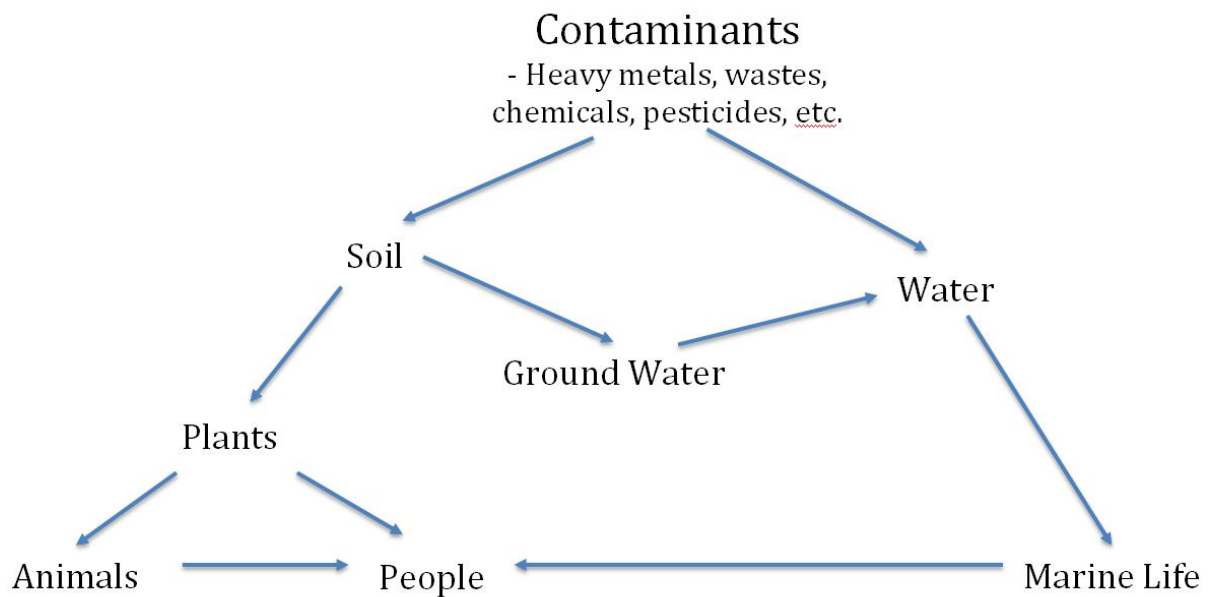 Contaminants
- Heavy metals, wastes,
chemicals, pesticides, etc.
Soil
Water
Ground Water
Plants
Animals
People
Marine Life